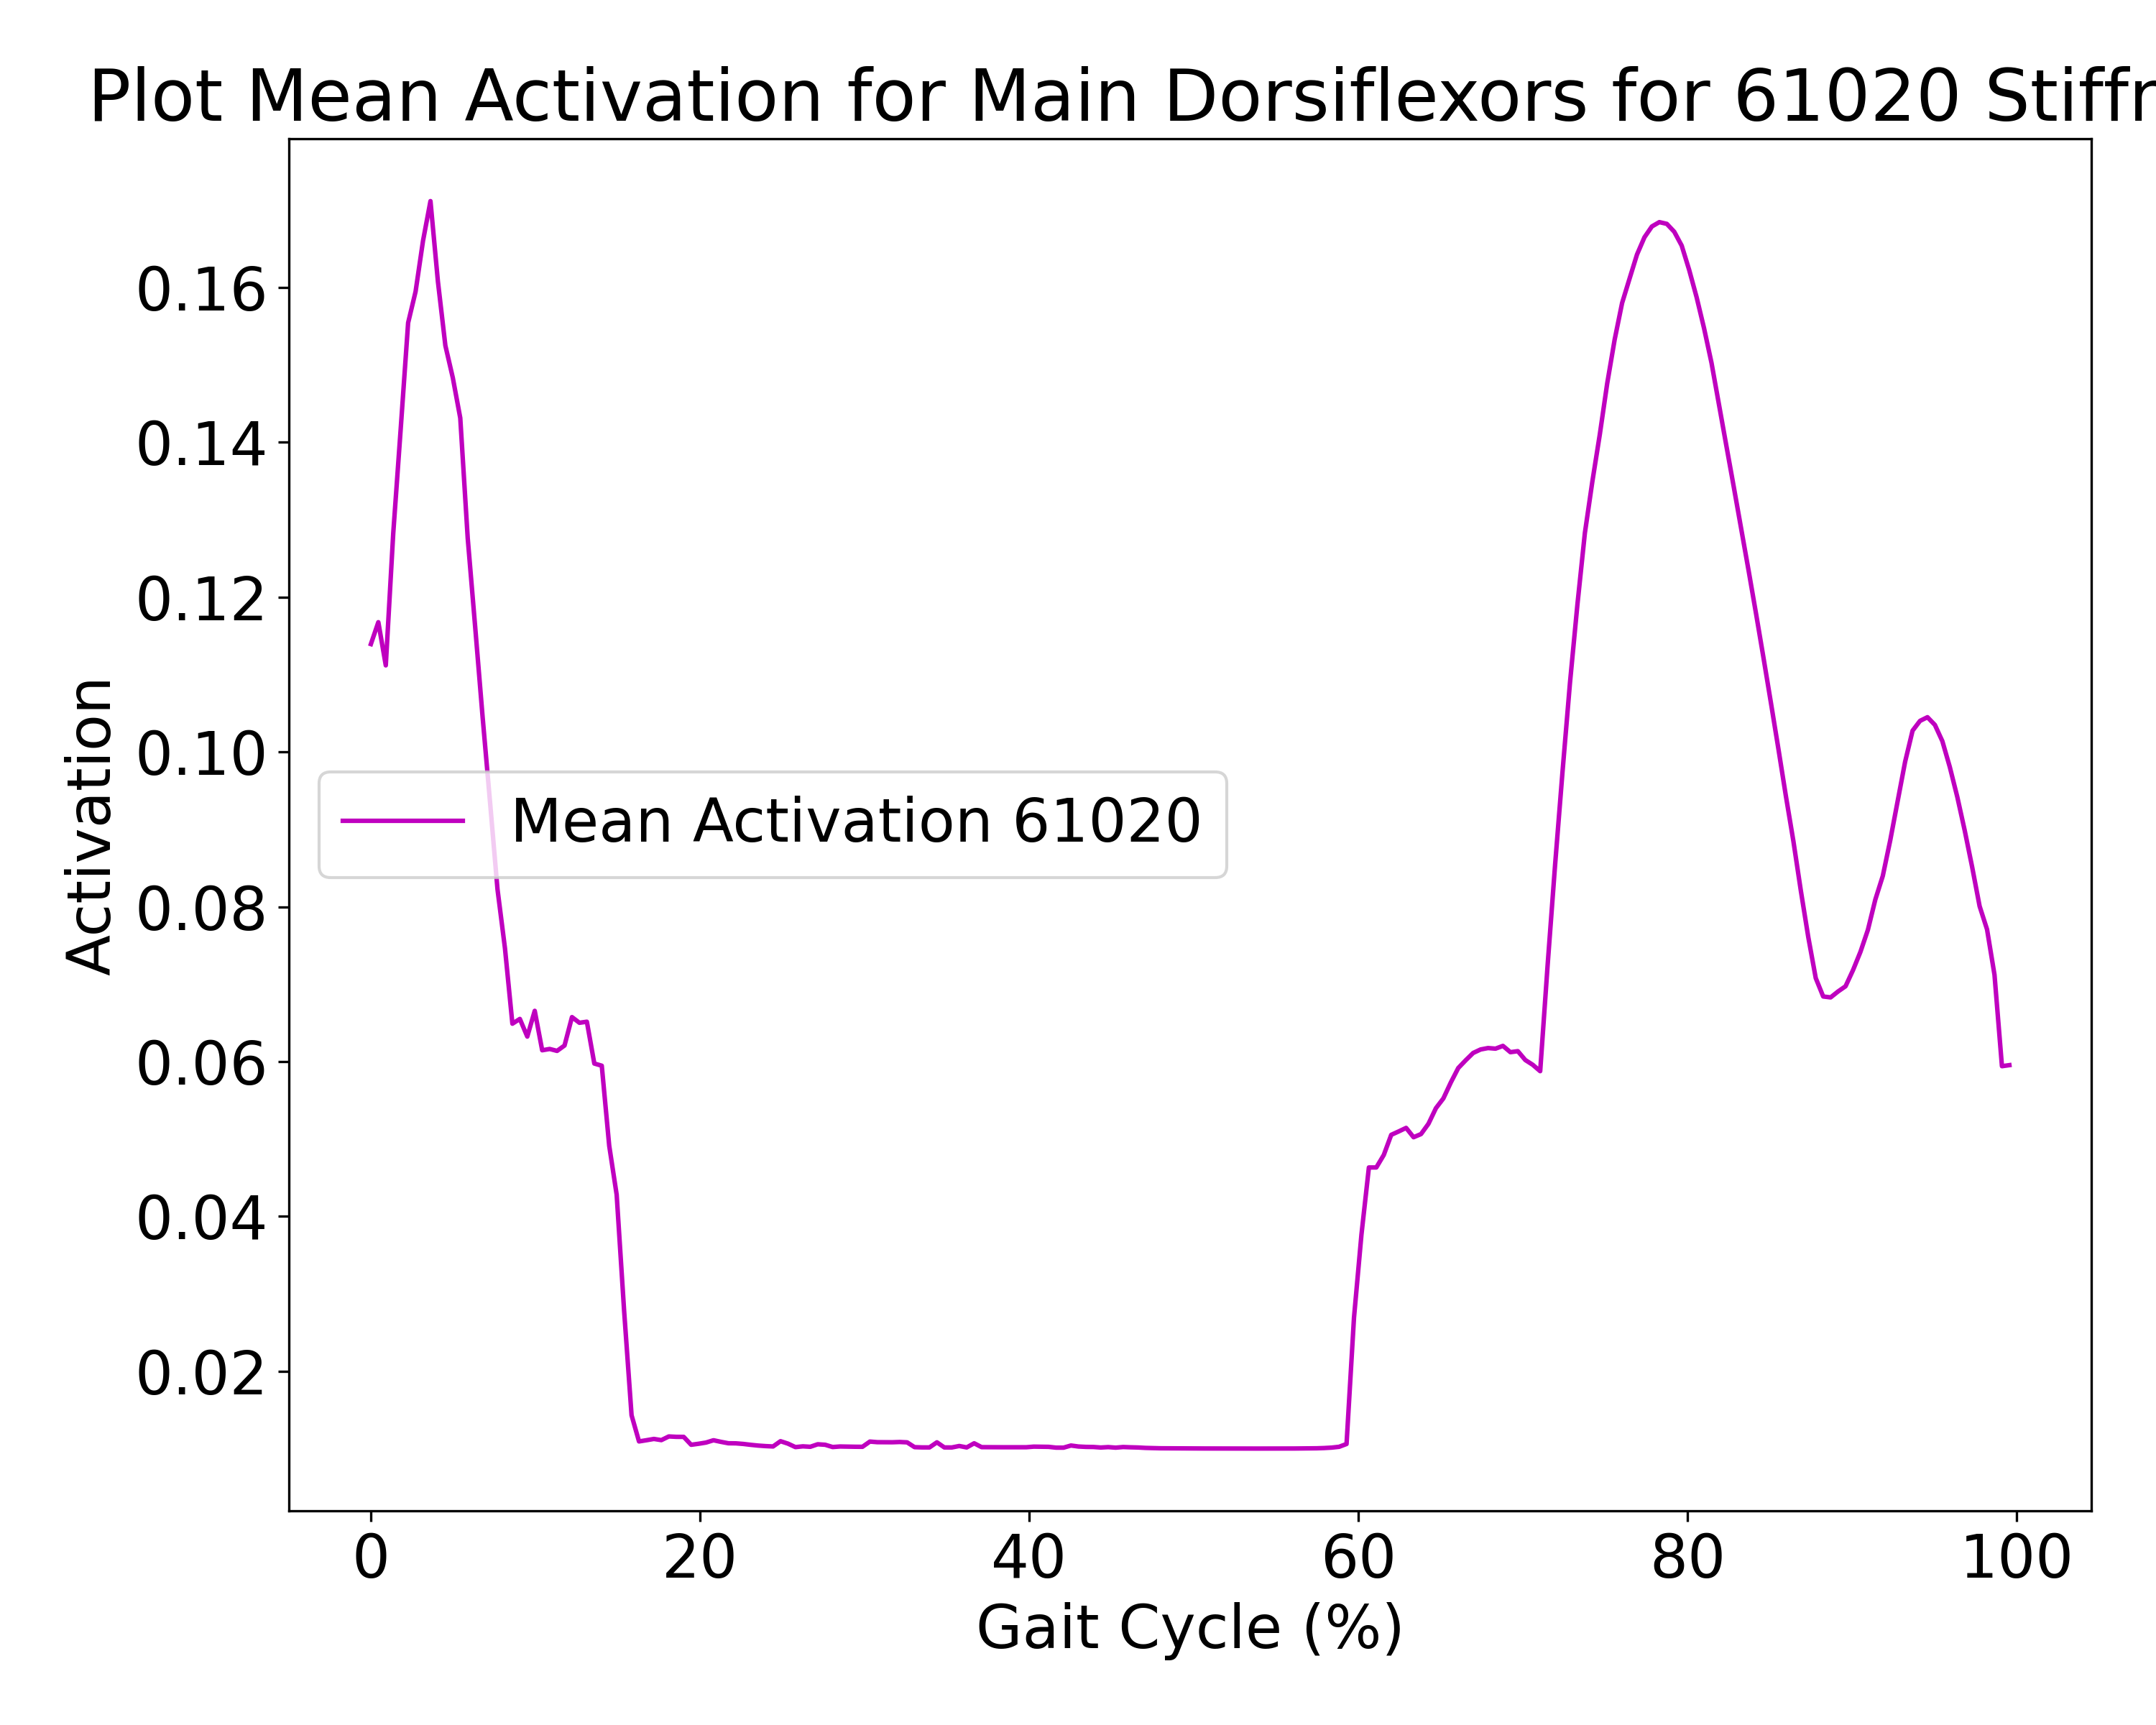 Plot Mean Activation for Main Dorsiflexors for 61020 Stiff
0.16
0.14
0.12
0.10
0.08
0.06
0.04
0.02
Activation
Mean Activation 61020
0 20 40 60 80 100
Gait Cycle (%)